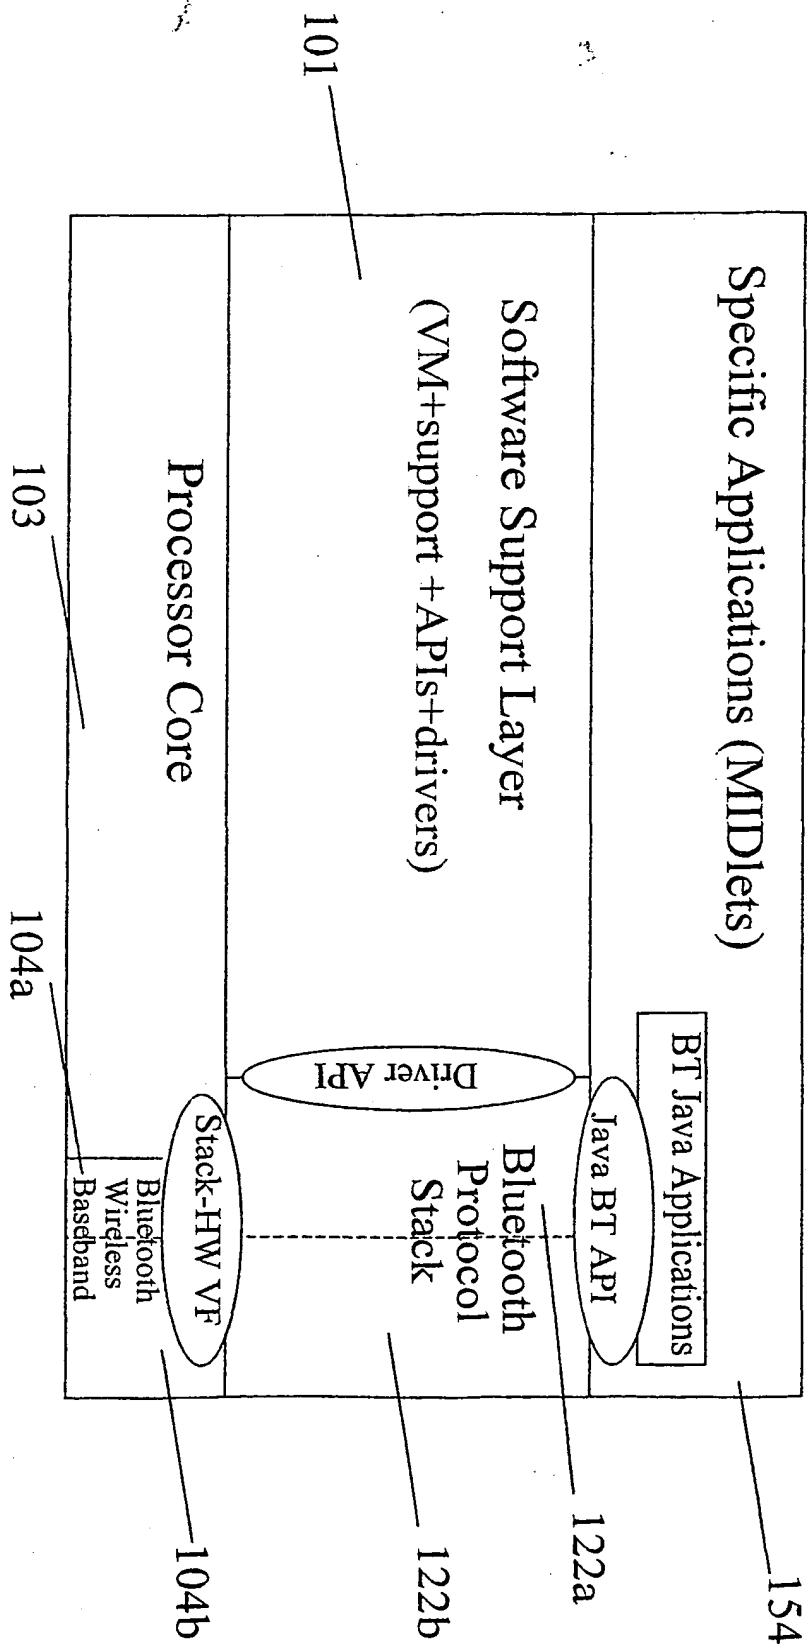 Specific Applications (MIDlets)
BT Java Applications
154
Java BT API
122a
Software Support Layer
(VM+support +APIs+drivers)
101
Driver API
Bluetooth
Protocol
Stack
122b
Stack-HW VF
Processor Core
103
Bluetooth
Wireless
Baseband
104a
104b